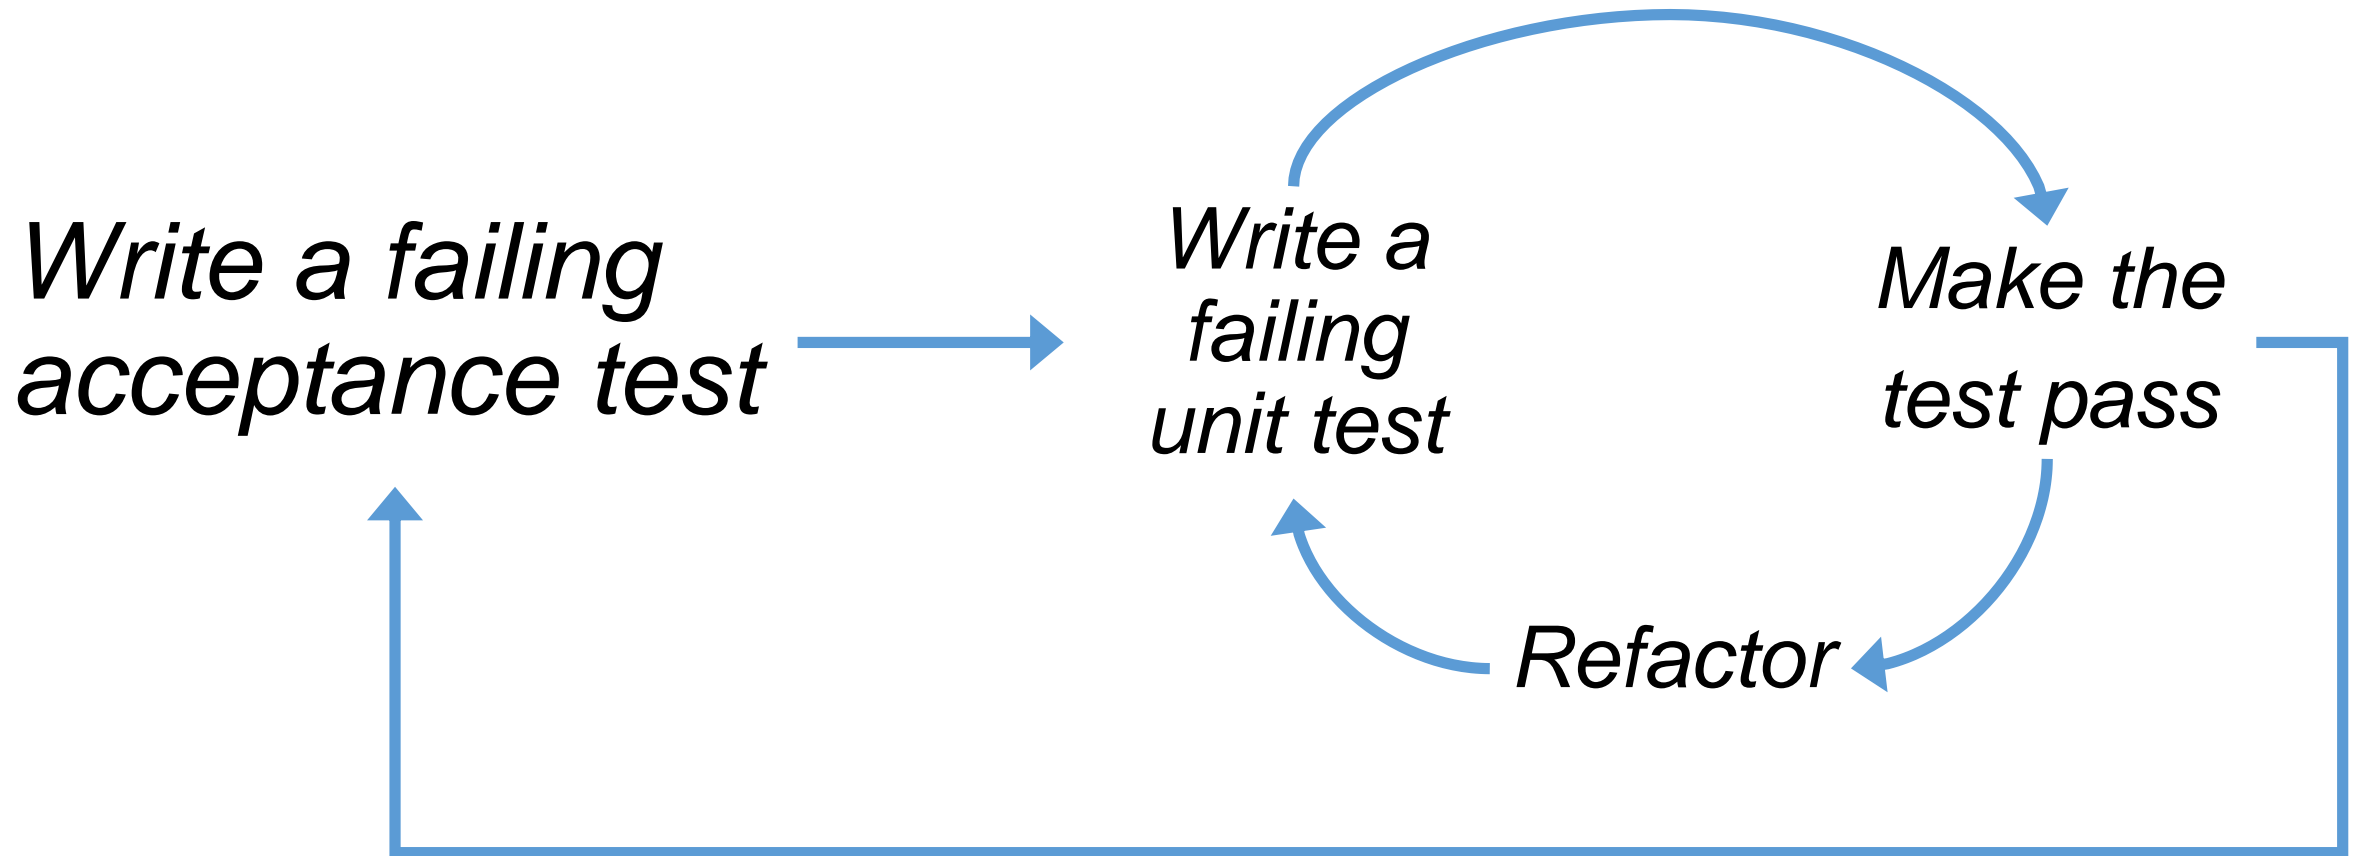 Write a failing
acceptance test
Write a
failing
unit test
Make the
test pass
Refactor